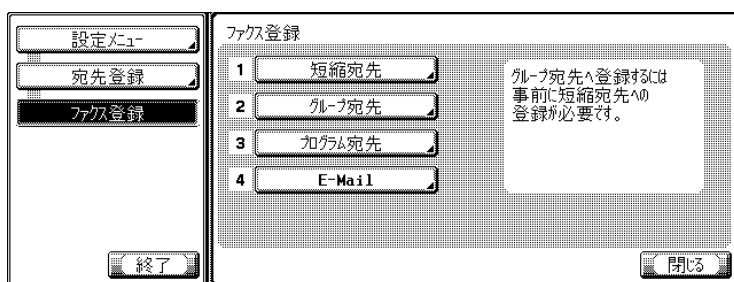 設定メニュー
宛先登録
ファクス登録
終了
ファクス登録
1 短縮宛先
2 グループ宛先
3 プログラム宛先
4 E-Mail
グループ宛先へ登録するには
事前に短縮宛先への
登録が必要です。
閉じる